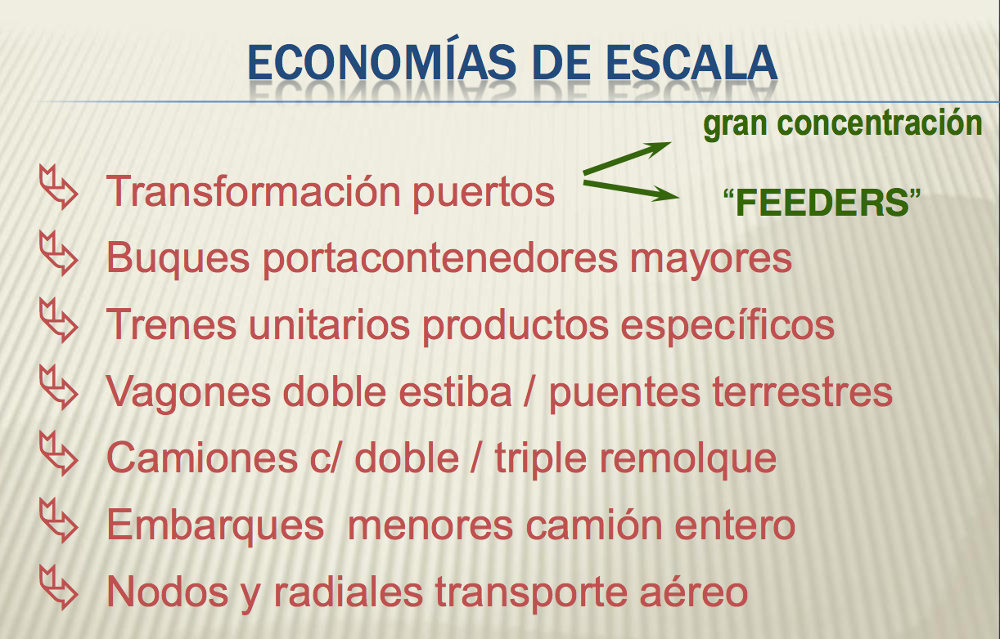 ECONOMÍAS DE ESCALA
gran concentración
Transformación puertos
“FEEDERS”
Buques portacontenedores mayores
Trenes unitarios productos específicos
Vagones doble estiba / puentes terrestres
Camiones c/ doble / triple remolque
Embarques menores camión entero
Nodos y radiales transporte aéreo